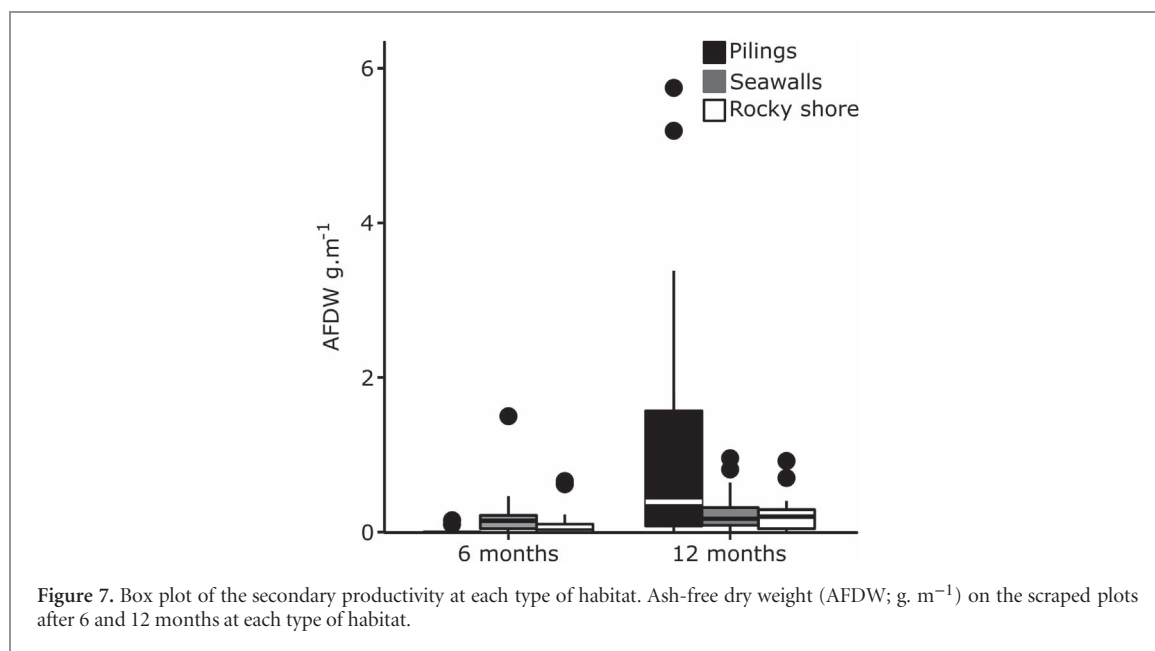 Pilings
Seawalls
Rocky shore
6
4
2
0
AFDW g.m⁻¹
6 months
12 months
Figure 7. Box plot of the secondary productivity at each type of habitat. Ash-free dry weight (AFDW; g. m⁻¹) on the scraped plots
after 6 and 12 months at each type of habitat.